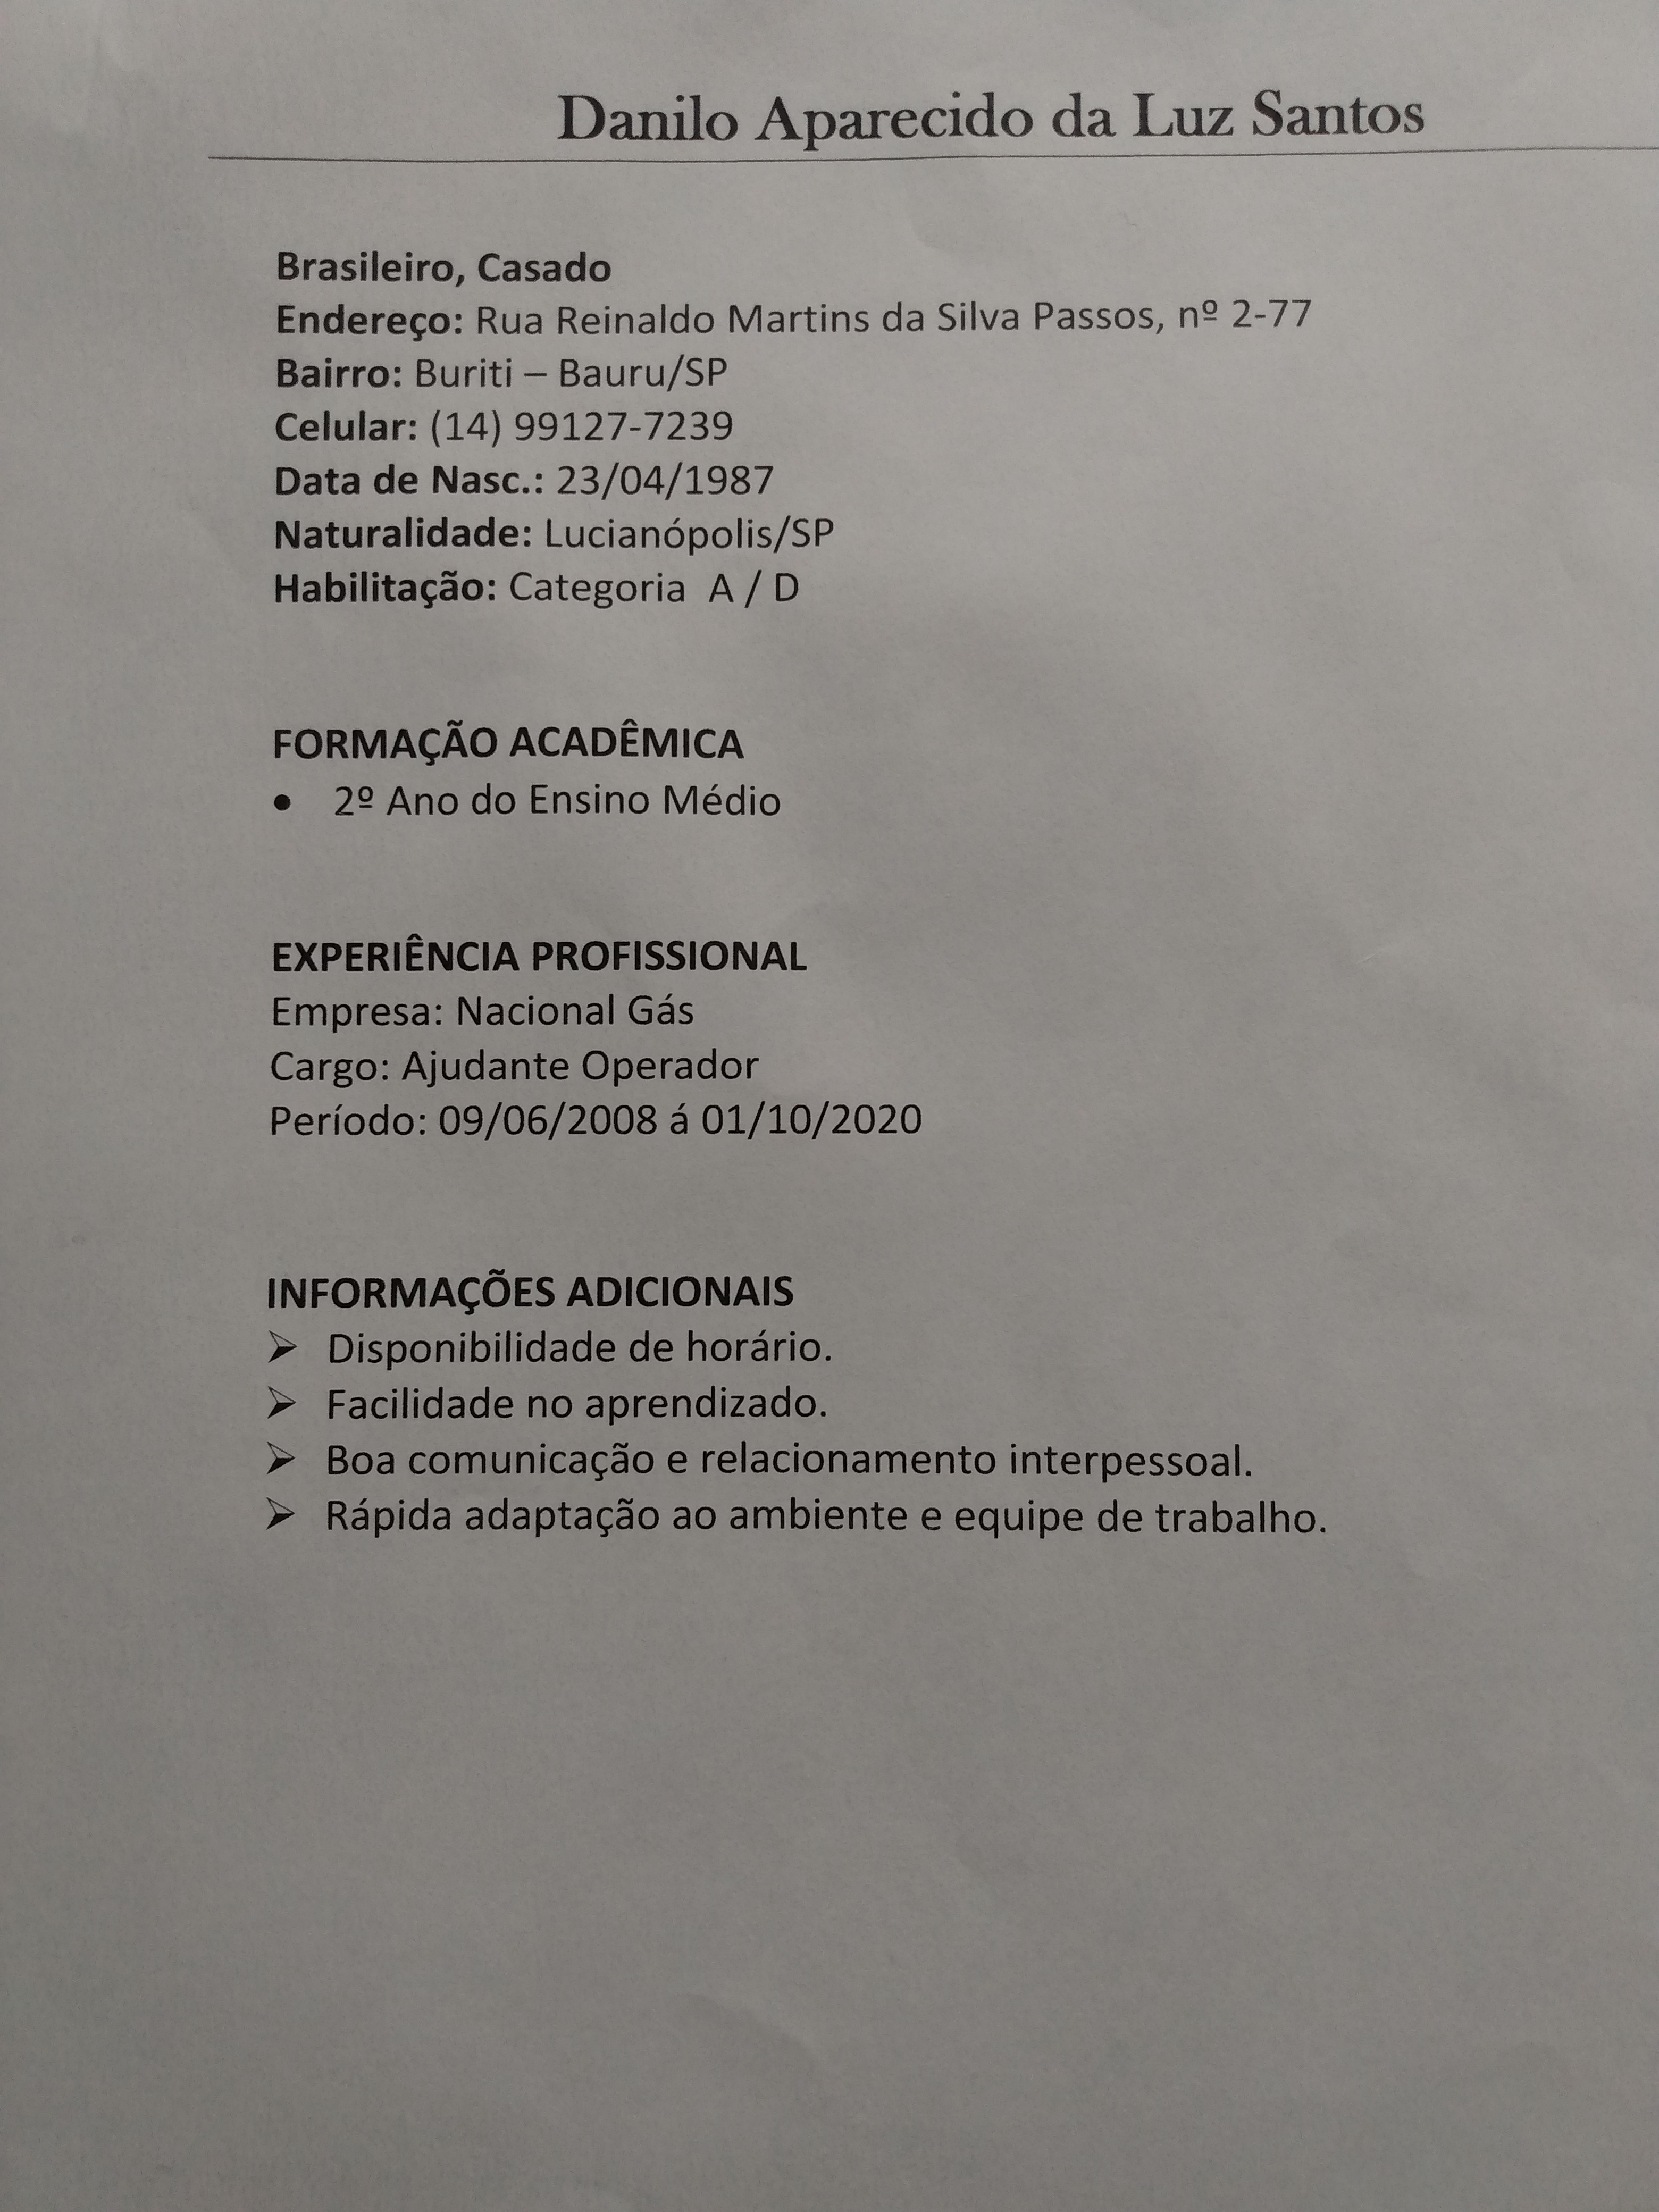 Danilo Aparecido da Luz Santos
Brasileiro, Casado
Endereço: Rua Reinaldo Martins da Silva Passos, nº 2-77
Bairro: Buriti – Bauru/SP
Celular: (14) 99127-7239
Data de Nasc.: 23/04/1987
Naturalidade: Lucianópolis/SP
Habilitação: Categoria  A / D
FORMAÇÃO ACADÊMICA
• 2º Ano do Ensino Médio
EXPERIÊNCIA PROFISSIONAL
Empresa: Nacional Gás
Cargo: Ajudante Operador
Período: 09/06/2008 á 01/10/2020
INFORMAÇÕES ADICIONAIS
➢ Disponibilidade de horário.
➢ Facilidade no aprendizado.
➢ Boa comunicação e relacionamento interpessoal.
➢ Rápida adaptação ao ambiente e equipe de trabalho.